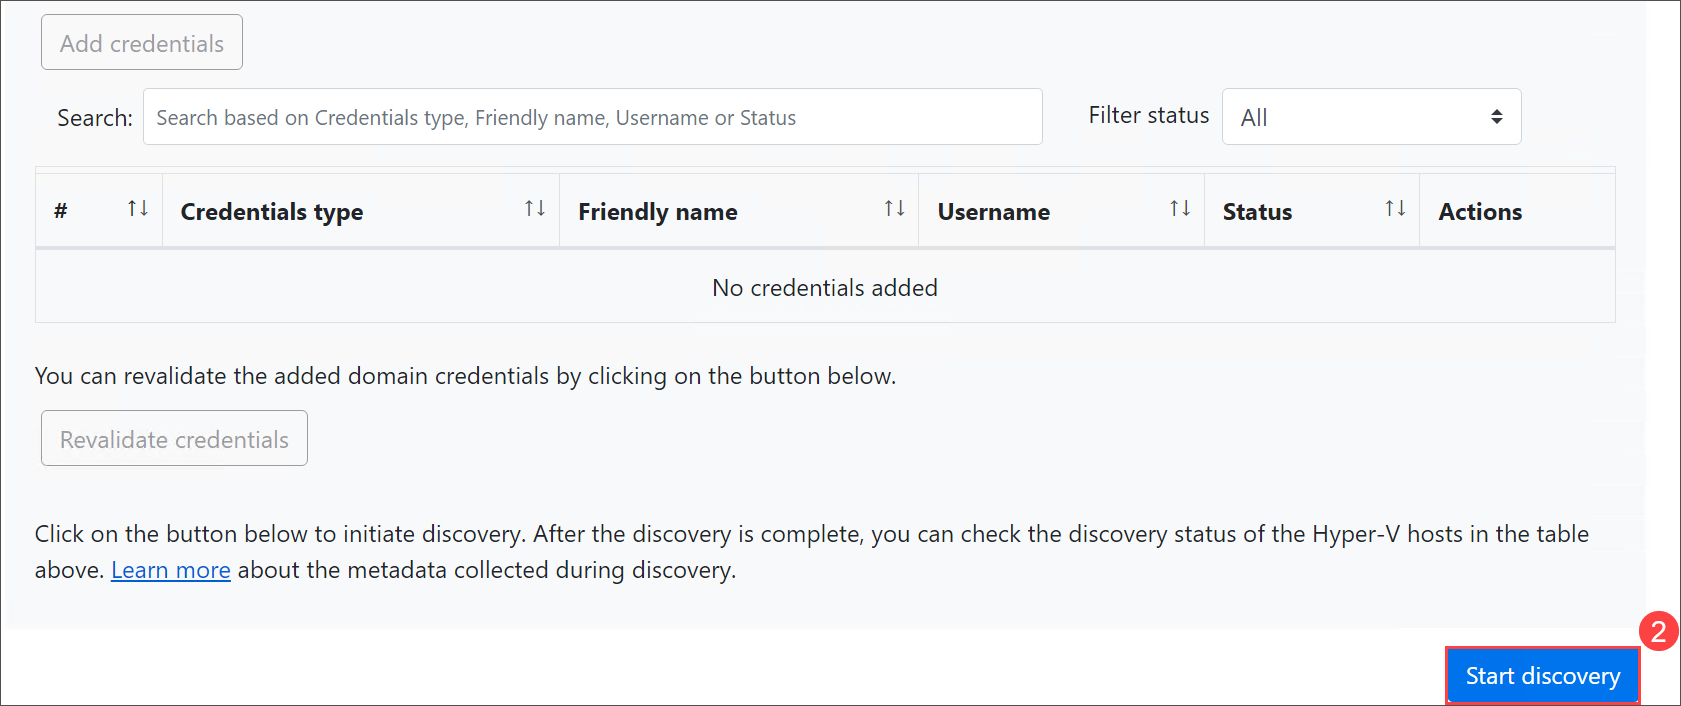 Add credentials
Search: Search based on Credentials type, Friendly name, Username or Status Filter status All
# ↑↓ Credentials type ↑↓ Friendly name ↑↓ Username ↑↓ Status ↑↓ Actions
No credentials added
You can revalidate the added domain credentials by clicking on the button below.
Revalidate credentials
Click on the button below to initiate discovery. After the discovery is complete, you can check the discovery status of the Hyper-V hosts in the table
above. Learn more about the metadata collected during discovery.
2
Start discovery